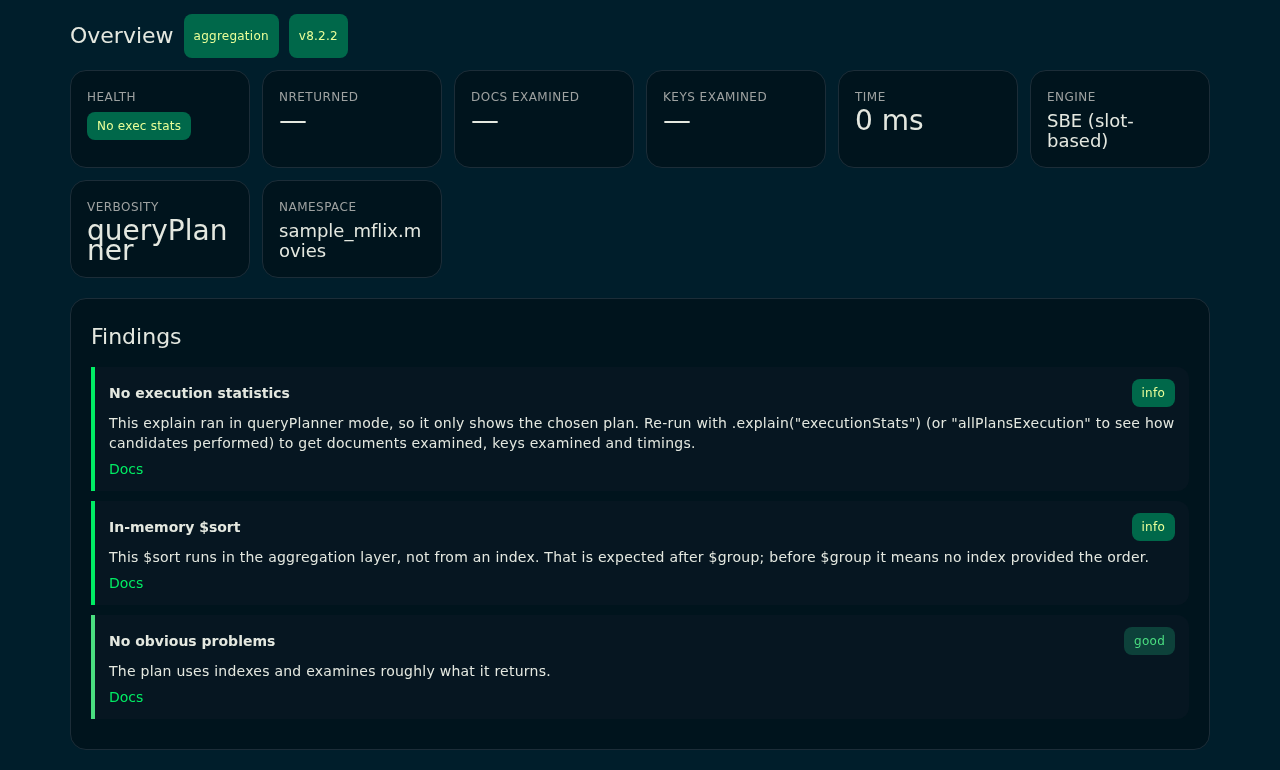 Overview aggregation v8.2.2
HEALTH
No exec stats
NRETURNED
—
DOCS EXAMINED
—
KEYS EXAMINED
—
TIME
0 ms
ENGINE
SBE (slot-
based)
VERBOSITY
queryPlan
ner
NAMESPACE
sample_mflix.m
ovies
Findings
No execution statistics info
This explain ran in queryPlanner mode, so it only shows the chosen plan. Re-run with .explain("executionStats") (or "allPlansExecution" to see how
candidates performed) to get documents examined, keys examined and timings.
Docs
In-memory $sort info
This $sort runs in the aggregation layer, not from an index. That is expected after $group; before $group it means no index provided the order.
Docs
No obvious problems good
The plan uses indexes and examines roughly what it returns.
Docs